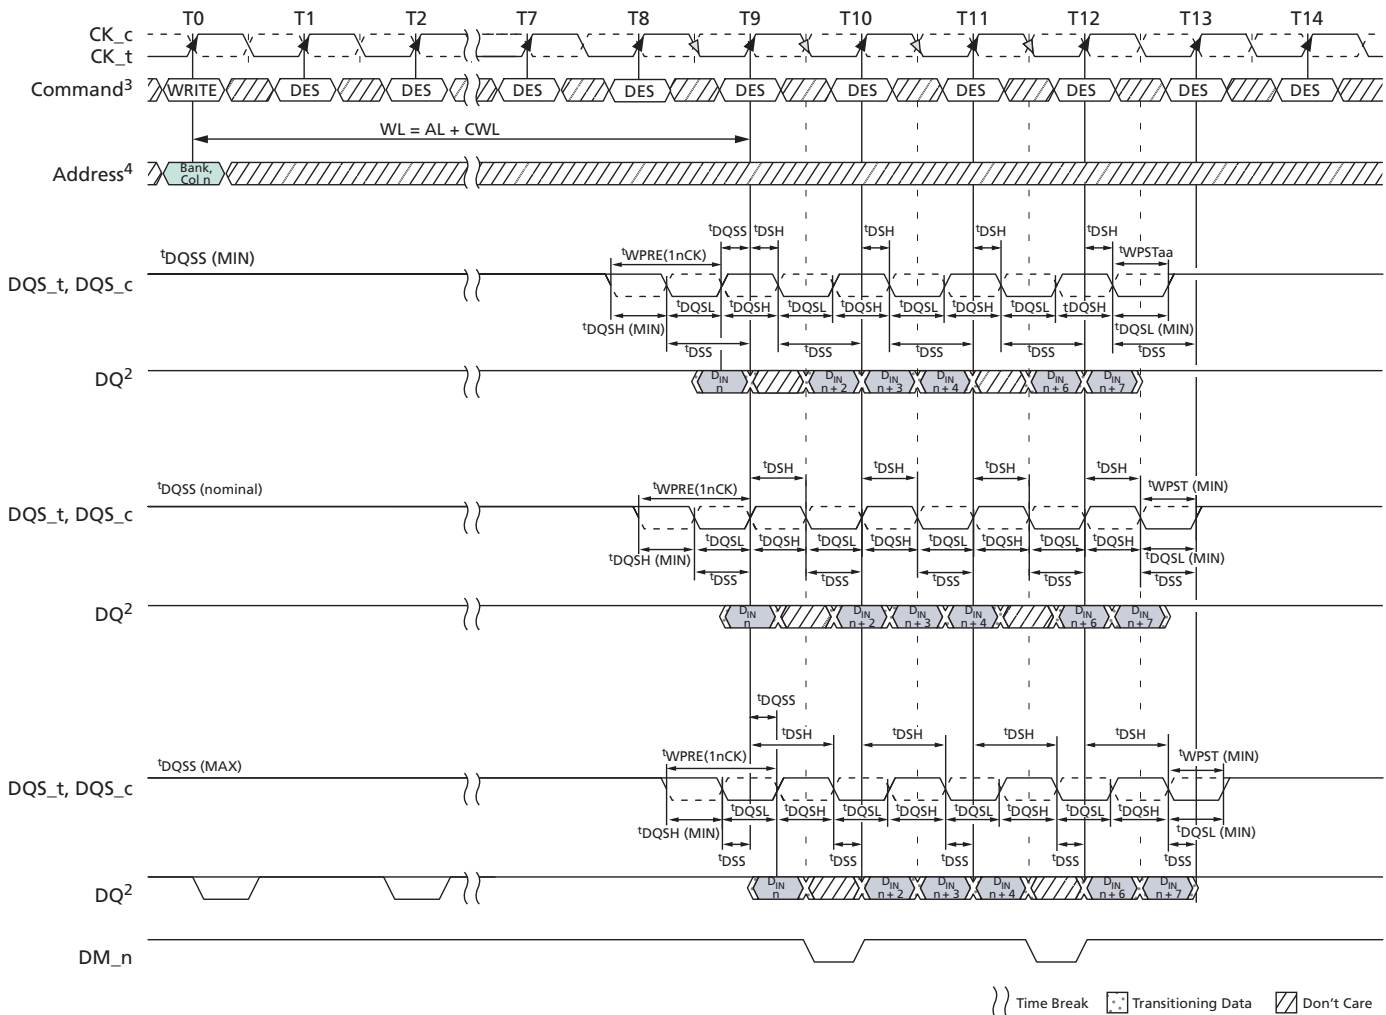 T0 T1 T2 T7 T8 T9 T10 T11 T12 T13 T14
CK_c
CK_t
Command³ WRITE DES DES DES DES DES DES DES DES DES DES
WL = AL + CWL
Address⁴ Bank, Col n
ᵗDQSS ᵗDSH ᵗDSH ᵗDSH ᵗDSH
ᵗDQSS (MIN) ᵗWPRE(1nCK) ᵗWPSTaa
DQS_t, DQS_c
ᵗDQSL ᵗDQSH ᵗDQSL ᵗDQSH ᵗDQSL ᵗDQSH ᵗDQSL tDQSH
ᵗDQSH (MIN) ᵗDQSL (MIN)
ᵗDSS ᵗDSS ᵗDSS ᵗDSS ᵗDSS
DQ² DIN n DIN n + 2 DIN n + 3 DIN n + 4 DIN n + 6 DIN n + 7
ᵗDSH ᵗDSH ᵗDSH ᵗDSH
ᵗDQSS (nominal) ᵗWPRE(1nCK) ᵗWPST (MIN)
DQS_t, DQS_c
ᵗDQSL ᵗDQSH ᵗDQSL ᵗDQSH ᵗDQSL ᵗDQSH ᵗDQSL ᵗDQSH
ᵗDQSH (MIN) ᵗDQSL (MIN)
ᵗDSS ᵗDSS ᵗDSS ᵗDSS ᵗDSS
DQ² DIN n DIN n + 2 DIN n + 3 DIN n + 4 DIN n + 6 DIN n + 7
ᵗDQSS
ᵗDSH ᵗDSH ᵗDSH ᵗDSH
ᵗDQSS (MAX) ᵗWPRE(1nCK) ᵗWPST (MIN)
DQS_t, DQS_c
ᵗDQSL ᵗDQSH ᵗDQSL ᵗDQSH ᵗDQSL ᵗDQSH ᵗDQSL ᵗDQSH
ᵗDQSH (MIN) ᵗDQSL (MIN)
ᵗDSS ᵗDSS ᵗDSS ᵗDSS ᵗDSS
DQ² DIN n DIN n + 2 DIN n + 3 DIN n + 4 DIN n + 6 DIN n + 7
DM_n
Time Break Transitioning Data Don't Care